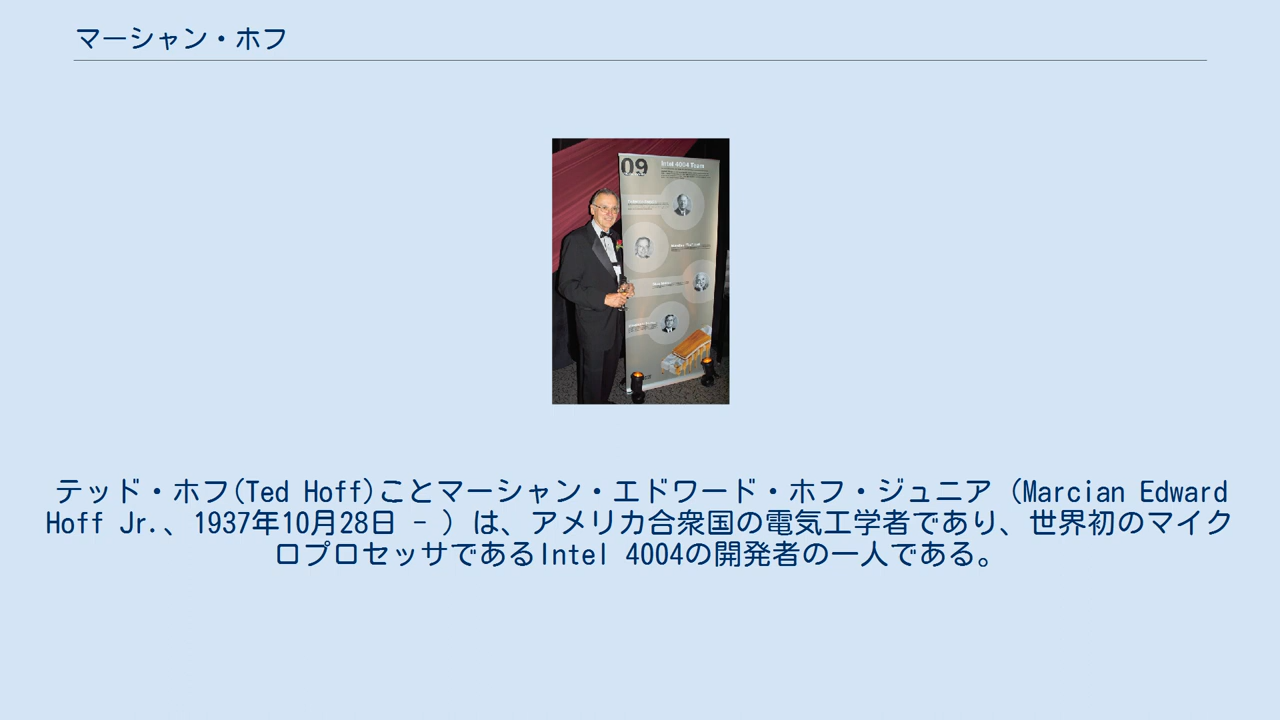 マーシャン・ホフ
09
Intel 4004 Team
テッド・ホフ(Ted Hoff)ことマーシャン・エドワード・ホフ・ジュニア (Marcian Edward
Hoff Jr.、1937年10月28日 - ) は、アメリカ合衆国の電気工学者であり、世界初のマイク
ロプロセッサであるIntel 4004の開発者の一人である。